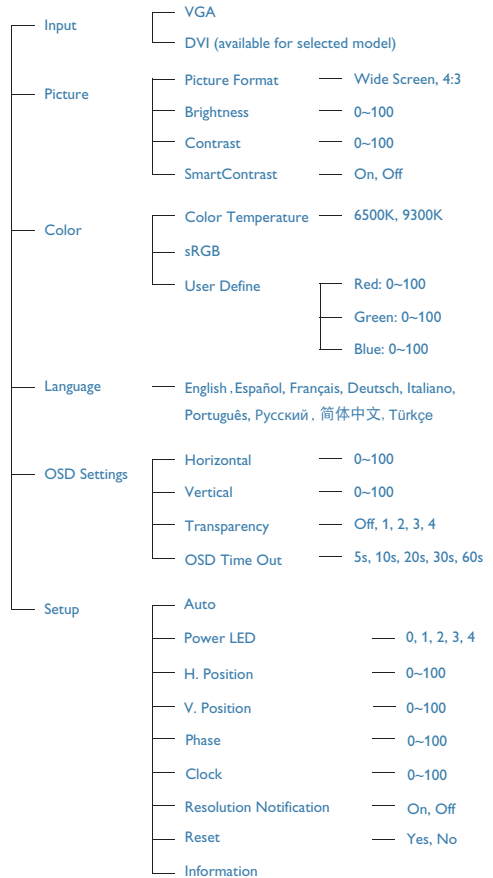 Input
VGA
DVI (available for selected model)
Picture
Picture Format
Wide Screen, 4:3
Brightness
0~100
Contrast
0~100
SmartContrast
On, Off
Color
Color Temperature
6500K, 9300K
sRGB
User Define
Red: 0~100
Green: 0~100
Blue: 0~100
Language
English , Español, Français, Deutsch, Italiano,
Português, Русский , 简体中文, Türkçe
OSD Settings
Horizontal
0~100
Vertical
0~100
Transparency
Off, 1, 2, 3, 4
OSD Time Out
5s, 10s, 20s, 30s, 60s
Setup
Auto
Power LED
0, 1, 2, 3, 4
H. Position
0~100
V. Position
0~100
Phase
0~100
Clock
0~100
Resolution Notification
On, Off
Reset
Yes, No
Information